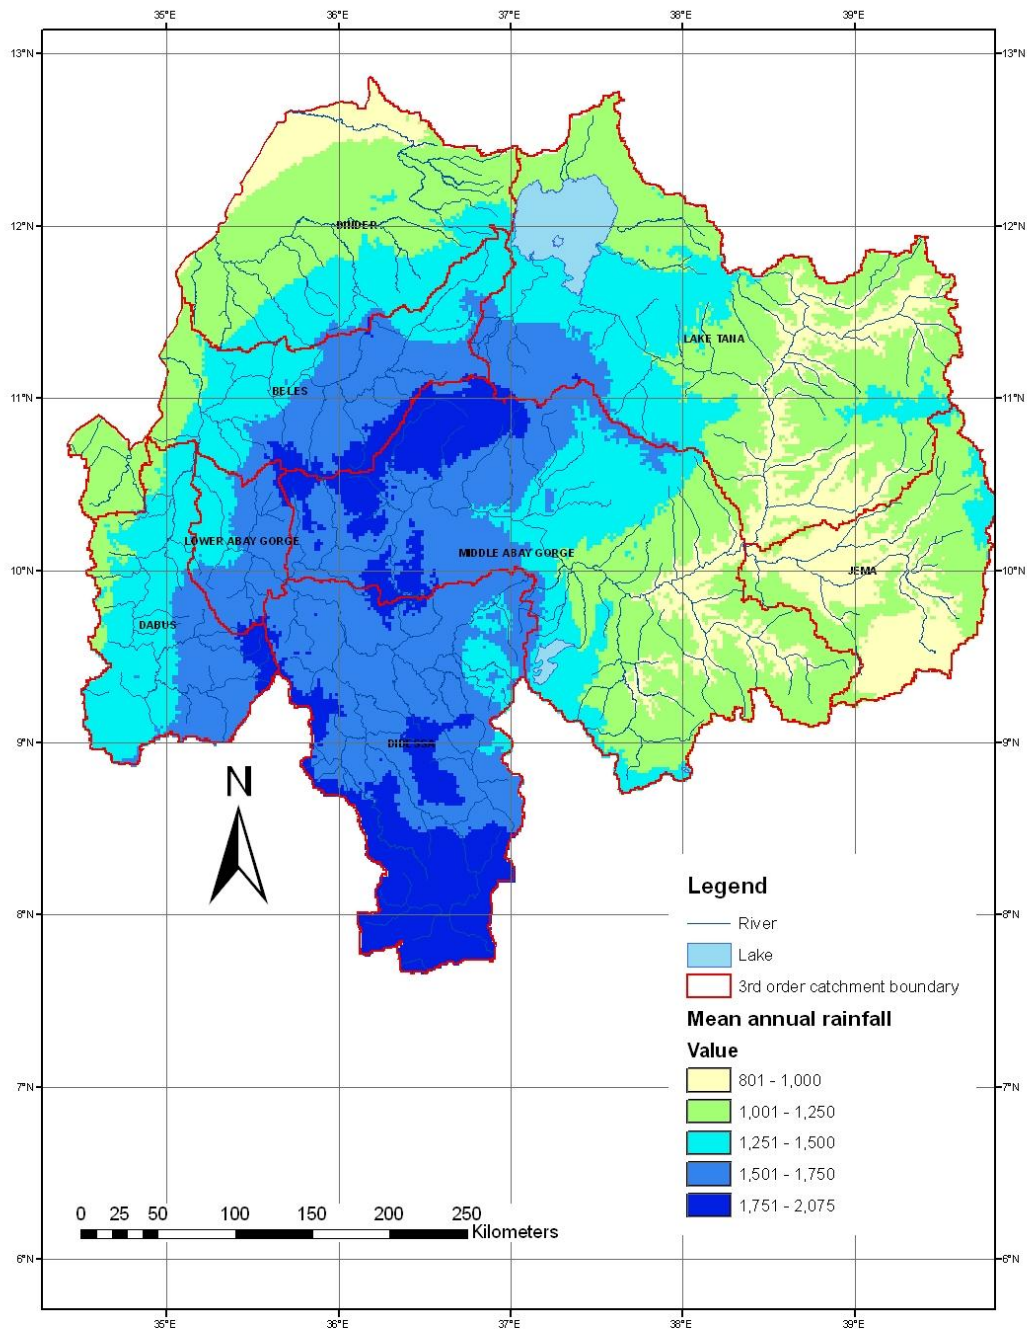 35°E 36°E 37°E 38°E 39°E
13°N 13°N
12°N 12°N
DINDER
LAKE TANA
BELES
11°N 11°N
LOWER ABAY GORGE
MIDDLE ABAY GORGE
10°N 10°N
JEMA
DABUS
9°N 9°N
DIDESSA
N
8°N 8°N
Legend
River
Lake
3rd order catchment boundary
Mean annual rainfall
Value
7°N 7°N
801 - 1,000
1,001 - 1,250
1,251 - 1,500
1,501 - 1,750
1,751 - 2,075
0 25 50 100 150 200 250
Kilometers
6°N 6°N
35°E 36°E 37°E 38°E 39°E